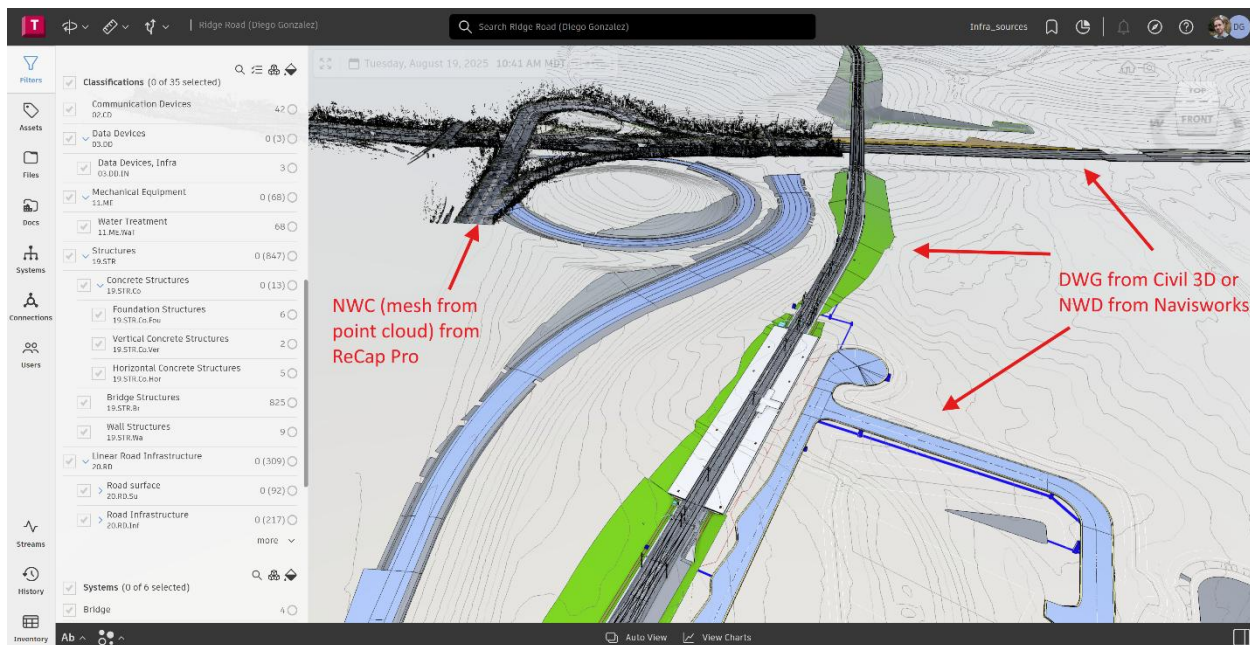 T
Ridge Road (Diego Gonzalez)
Search Ridge Road (Diego Gonzalez)
Infra_sources
DG
Filters
Assets
Files
Docs
Systems
Connections
Users
Streams
History
Inventory
Classifications (0 of 35 selected)
Communication Devices 42
02.CD
Data Devices 0 (3)
03.DD
Data Devices, Infra 3
03.DD.IN
Mechanical Equipment 0 (68)
11.ME
Water Treatment 68
11.Me.Wat
Structures 0 (847)
19.STR
Concrete Structures 0 (13)
19.STR.Co
Foundation Structures 6
19.STR.Co.Fou
Vertical Concrete Structures 2
19.STR.Co.Ver
Horizontal Concrete Structures 5
19.STR.Co.Hor
Bridge Structures 825
19.STR.Br
Wall Structures 9
19.STR.Wa
Linear Road Infrastructure 0 (309)
20.RD
Road surface 0 (92)
20.RD.Su
Road Infrastructure 0 (217)
20.RD.Inf
more
Systems (0 of 6 selected)
Bridge 4
Tuesday, August 19, 2025 10:41 AM MDT
TOP
FRONT
NWC (mesh from
point cloud) from
ReCap Pro
DWG from Civil 3D or
NWD from Navisworks
Ab
Auto View
View Charts